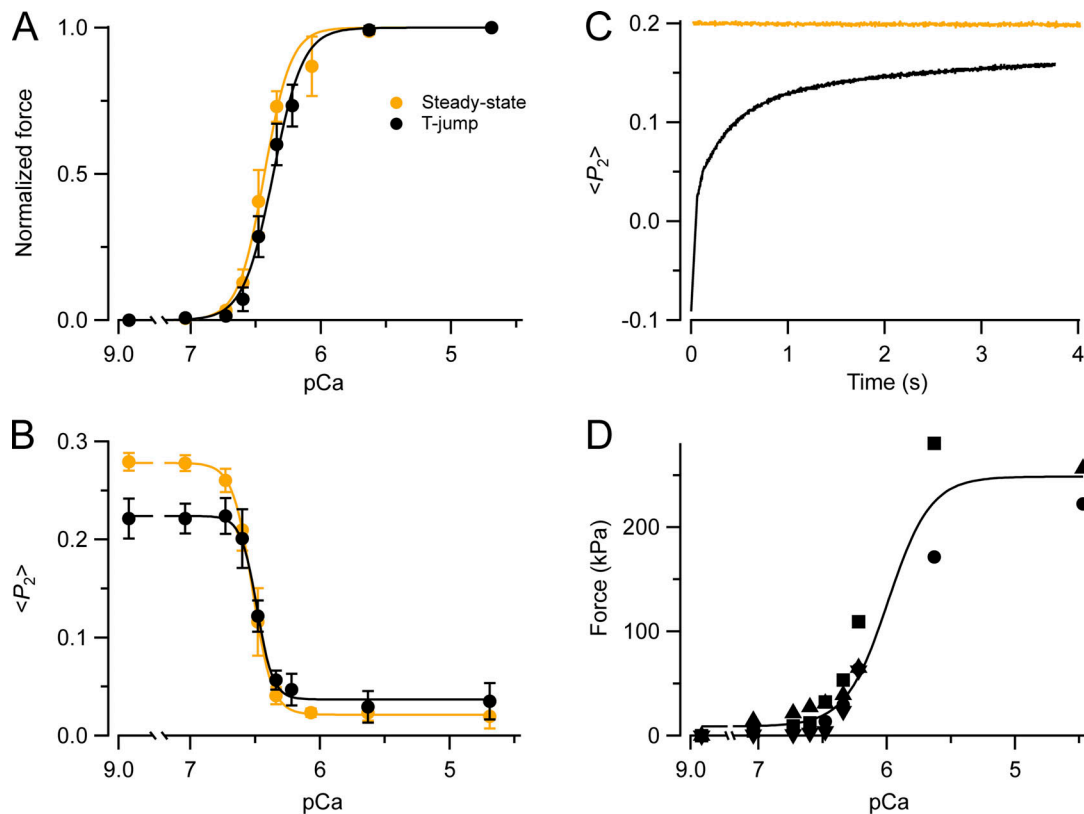 A
1.0
0.5
0.0
Normalized force
Steady-state
T-jump
9.0 7 6 5
pCa
B
0.3
0.2
0.1
0.0
<P2>
9.0 7 6 5
pCa
C
0.2
0.1
0.0
-0.1
<P2>
0 1 2 3 4
Time (s)
D
200
100
0
Force (kPa)
9.0 7 6 5
pCa